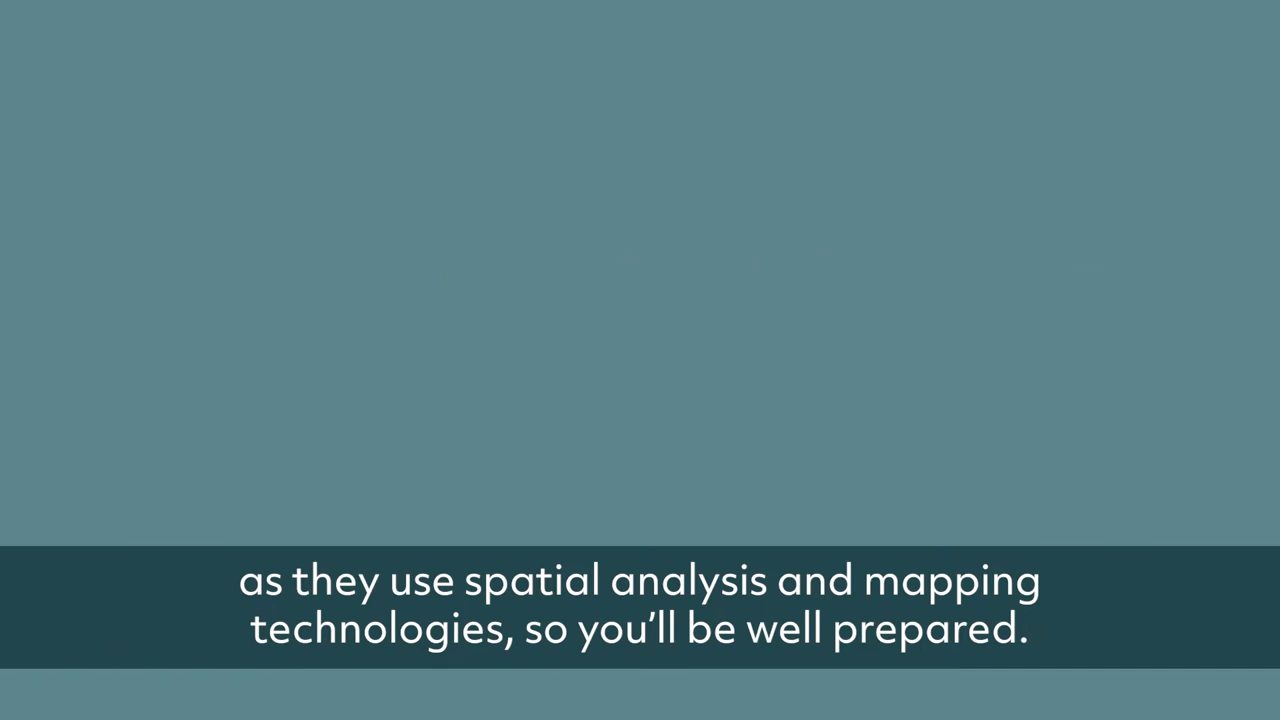 as they use spatial analysis and mapping
technologies, so you’ll be well prepared.